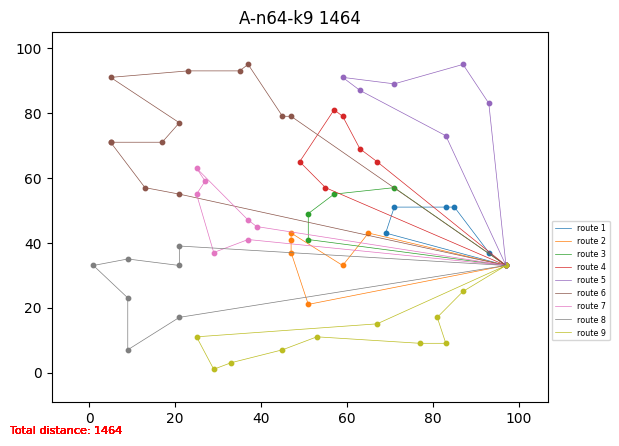 A-n64-k9 1464
100
80
60
40
20
0
0 20 40 60 80 100
route 1
route 2
route 3
route 4
route 5
route 6
route 7
route 8
route 9
Total distance: 1464